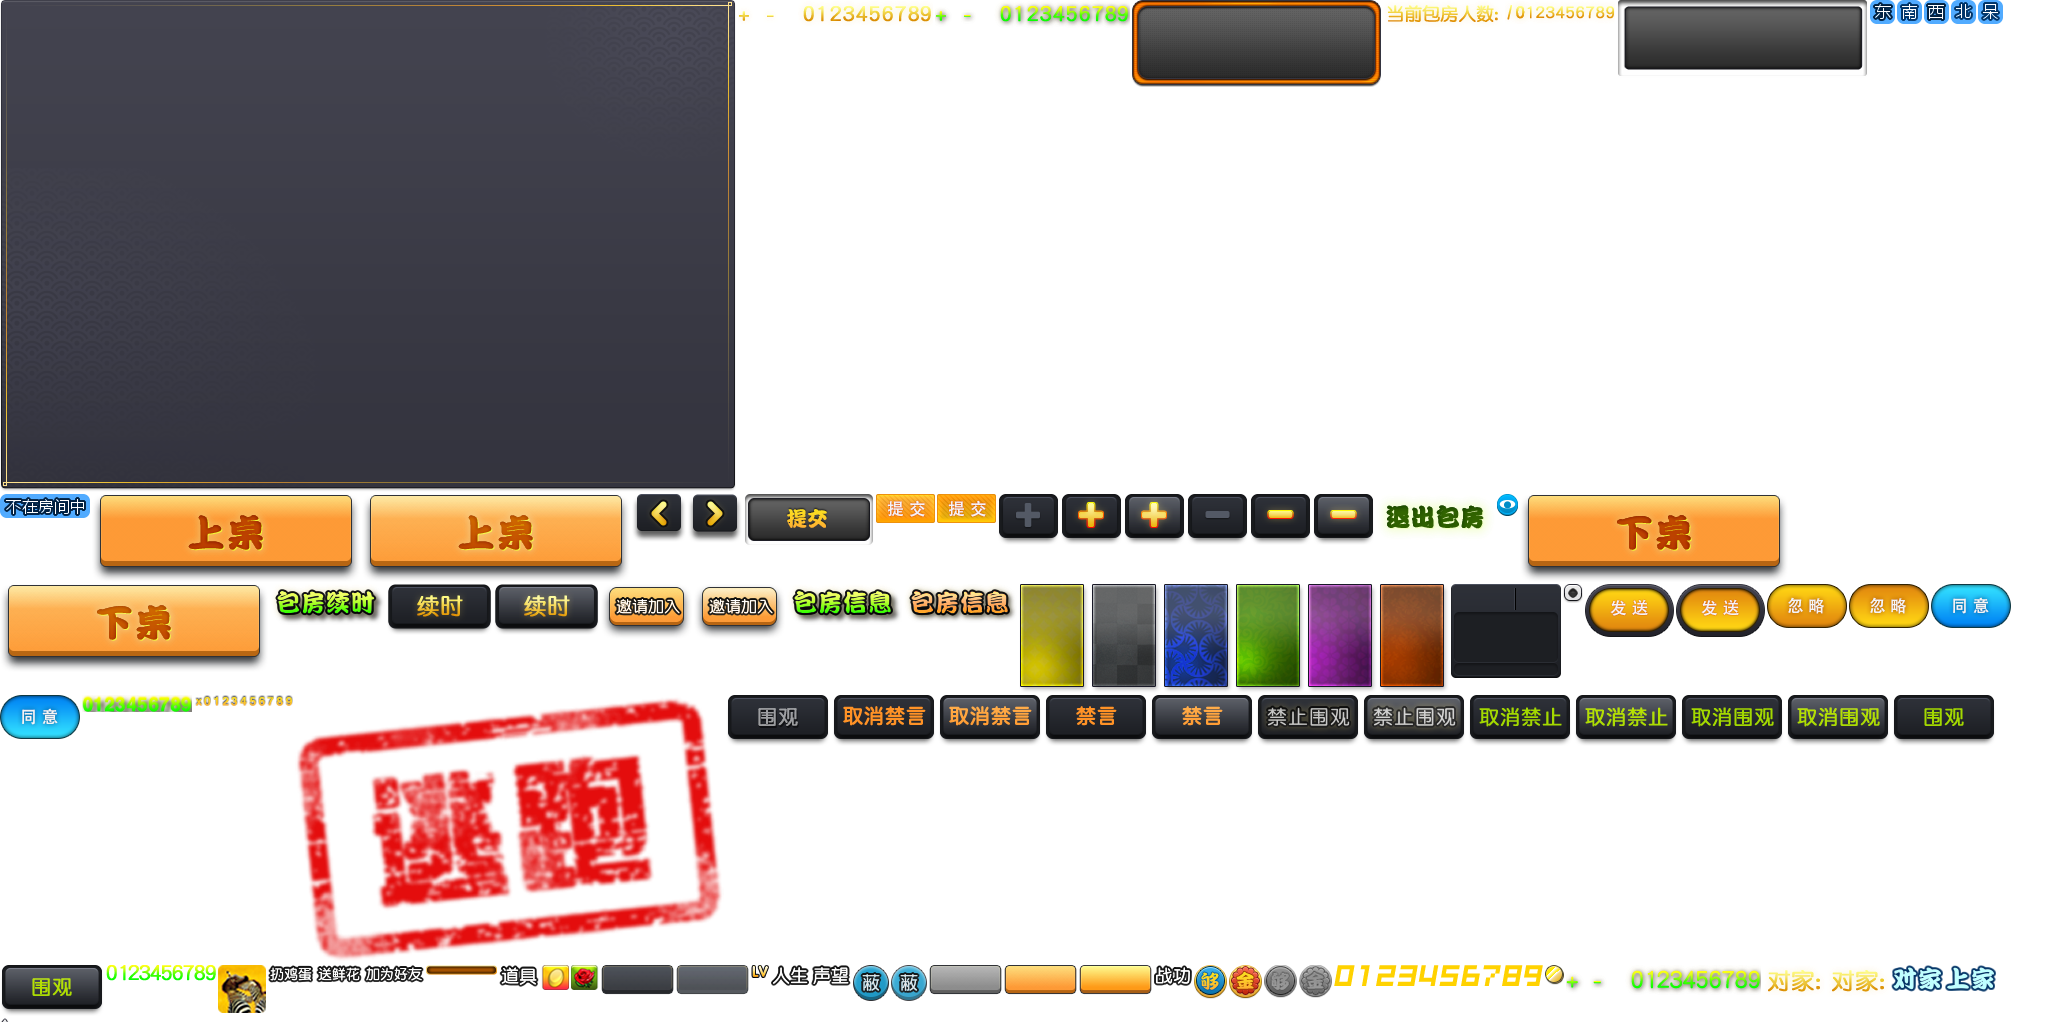 + - 0123456789 + - 0123456789 当前包房人数: /0123456789 东 南 西 北 呆
不在房间中 上桌 上桌 提交 提交 提交 + + + - - - 退出包房 下桌
下桌 包房续时 续时 续时 邀请加入 邀请加入 包房信息 包房信息 发送 发送 忽略 忽略 同意
同意 0123456789 x0123456789 围观 取消禁言 取消禁言 禁言 禁言 禁止围观 禁止围观 取消禁止 取消禁止 取消围观 取消围观 围观
逃跑
围观 0123456789 扔鸡蛋 送鲜花 加为好友 道具 LV 人生 声望 蔽 蔽 战功 够 金 够 金 0123456789 + - 0123456789 对家: 对家: 对家 上家